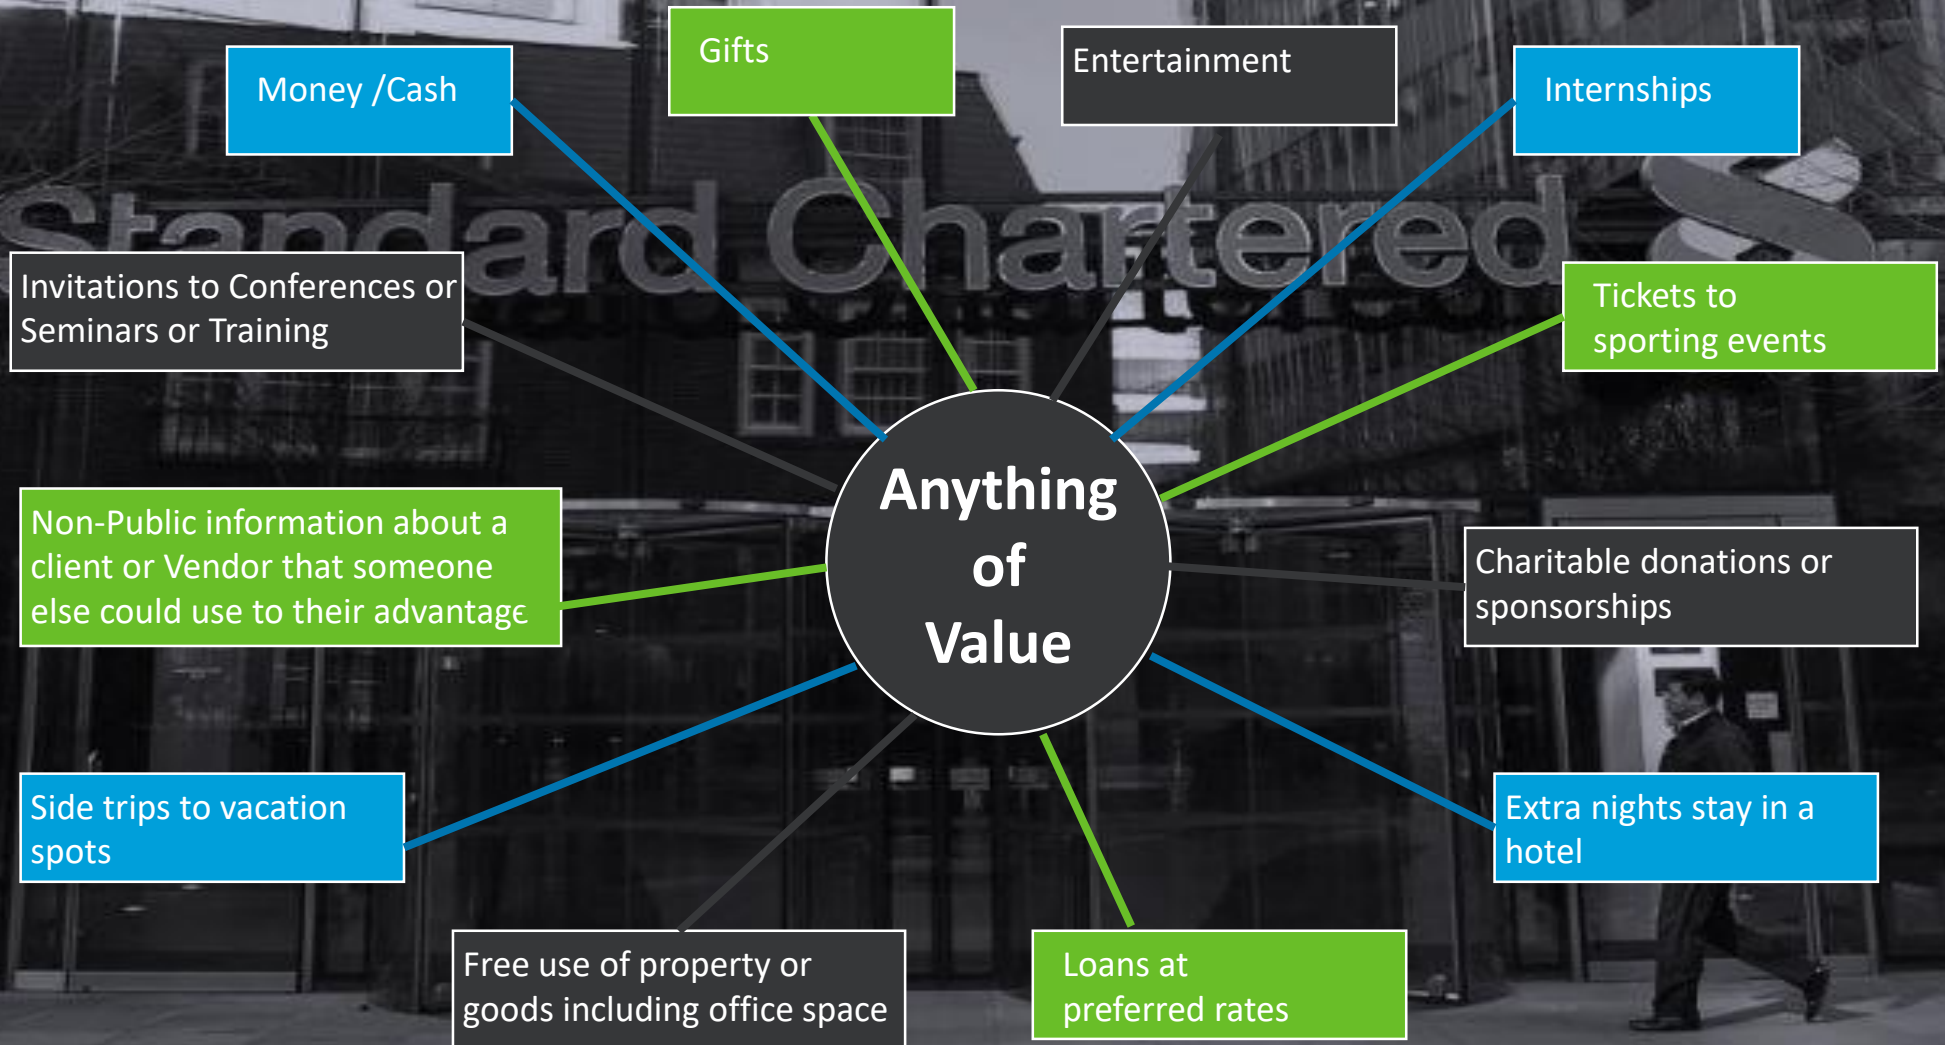 Money /Cash
Gifts
Entertainment
Internships
Standard Chartered
Invitations to Conferences or
Seminars or Training
Tickets to
sporting events
Anything
of
Value
Non-Public information about a
client or Vendor that someone
else could use to their advantage
Charitable donations or
sponsorships
Side trips to vacation
spots
Extra nights stay in a
hotel
Free use of property or
goods including office space
Loans at
preferred rates